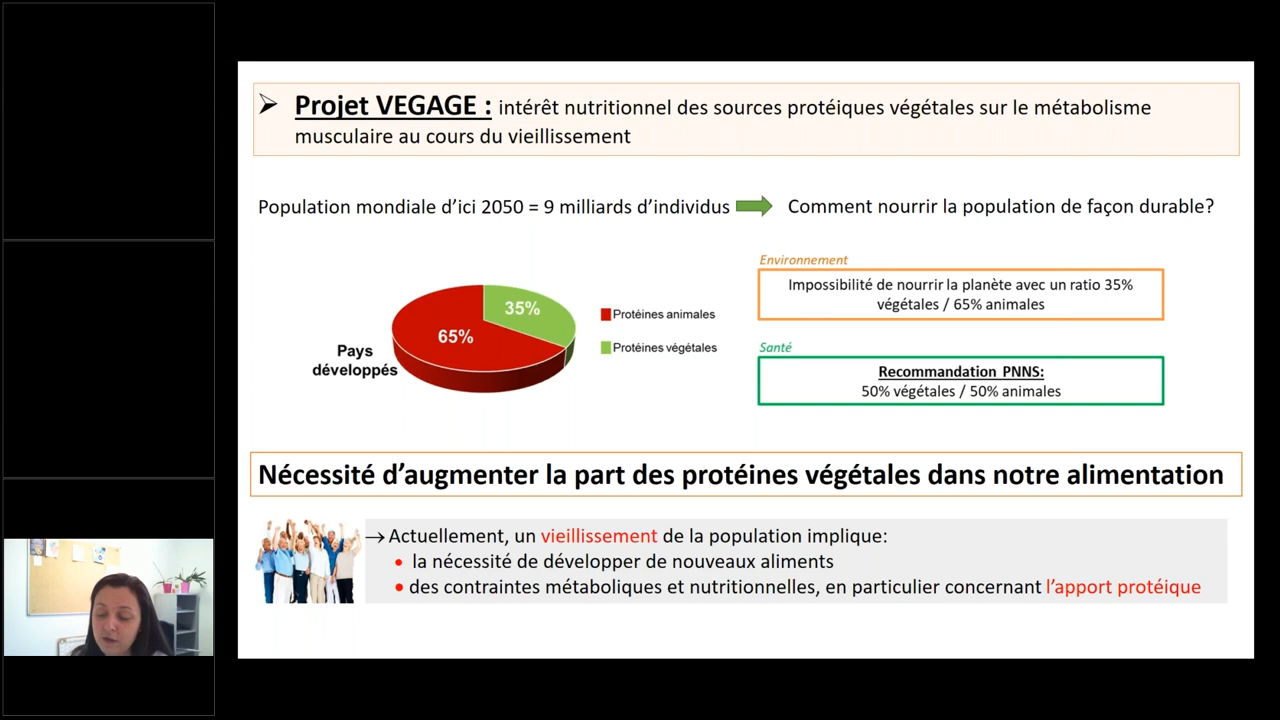 ➢ Projet VEGAGE : intérêt nutritionnel des sources protéiques végétales sur le métabolisme
musculaire au cours du vieillissement
Population mondiale d'ici 2050 = 9 milliards d'individus
Comment nourrir la population de façon durable?
35%
65%
Pays
développés
Protéines animales
Protéines végétales
Environnement
Impossibilité de nourrir la planète avec un ratio 35%
végétales / 65% animales
Santé
Recommandation PNNS:
50% végétales / 50% animales
Nécessité d'augmenter la part des protéines végétales dans notre alimentation
→ Actuellement, un vieillissement de la population implique:
• la nécessité de développer de nouveaux aliments
• des contraintes métaboliques et nutritionnelles, en particulier concernant l'apport protéique